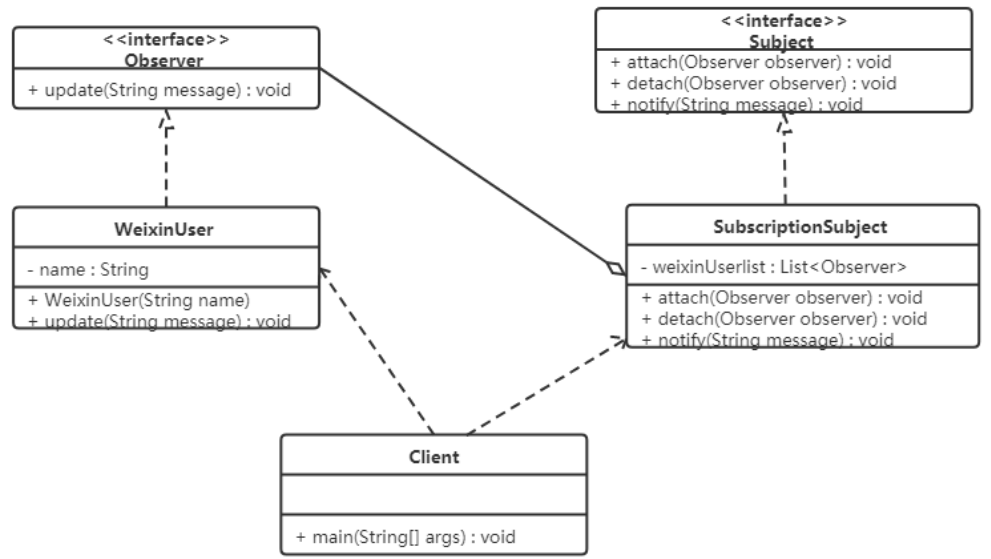 <<interface>>
Observer
+ update(String message) : void
<<interface>>
Subject
+ attach(Observer observer) : void
+ detach(Observer observer) : void
+ notify(String message) : void
WeixinUser
- name : String
+ WeixinUser(String name)
+ update(String message) : void
SubscriptionSubject
- weixinUserlist : List<Observer>
+ attach(Observer observer) : void
+ detach(Observer observer) : void
+ notify(String message) : void
Client
+ main(String[] args) : void